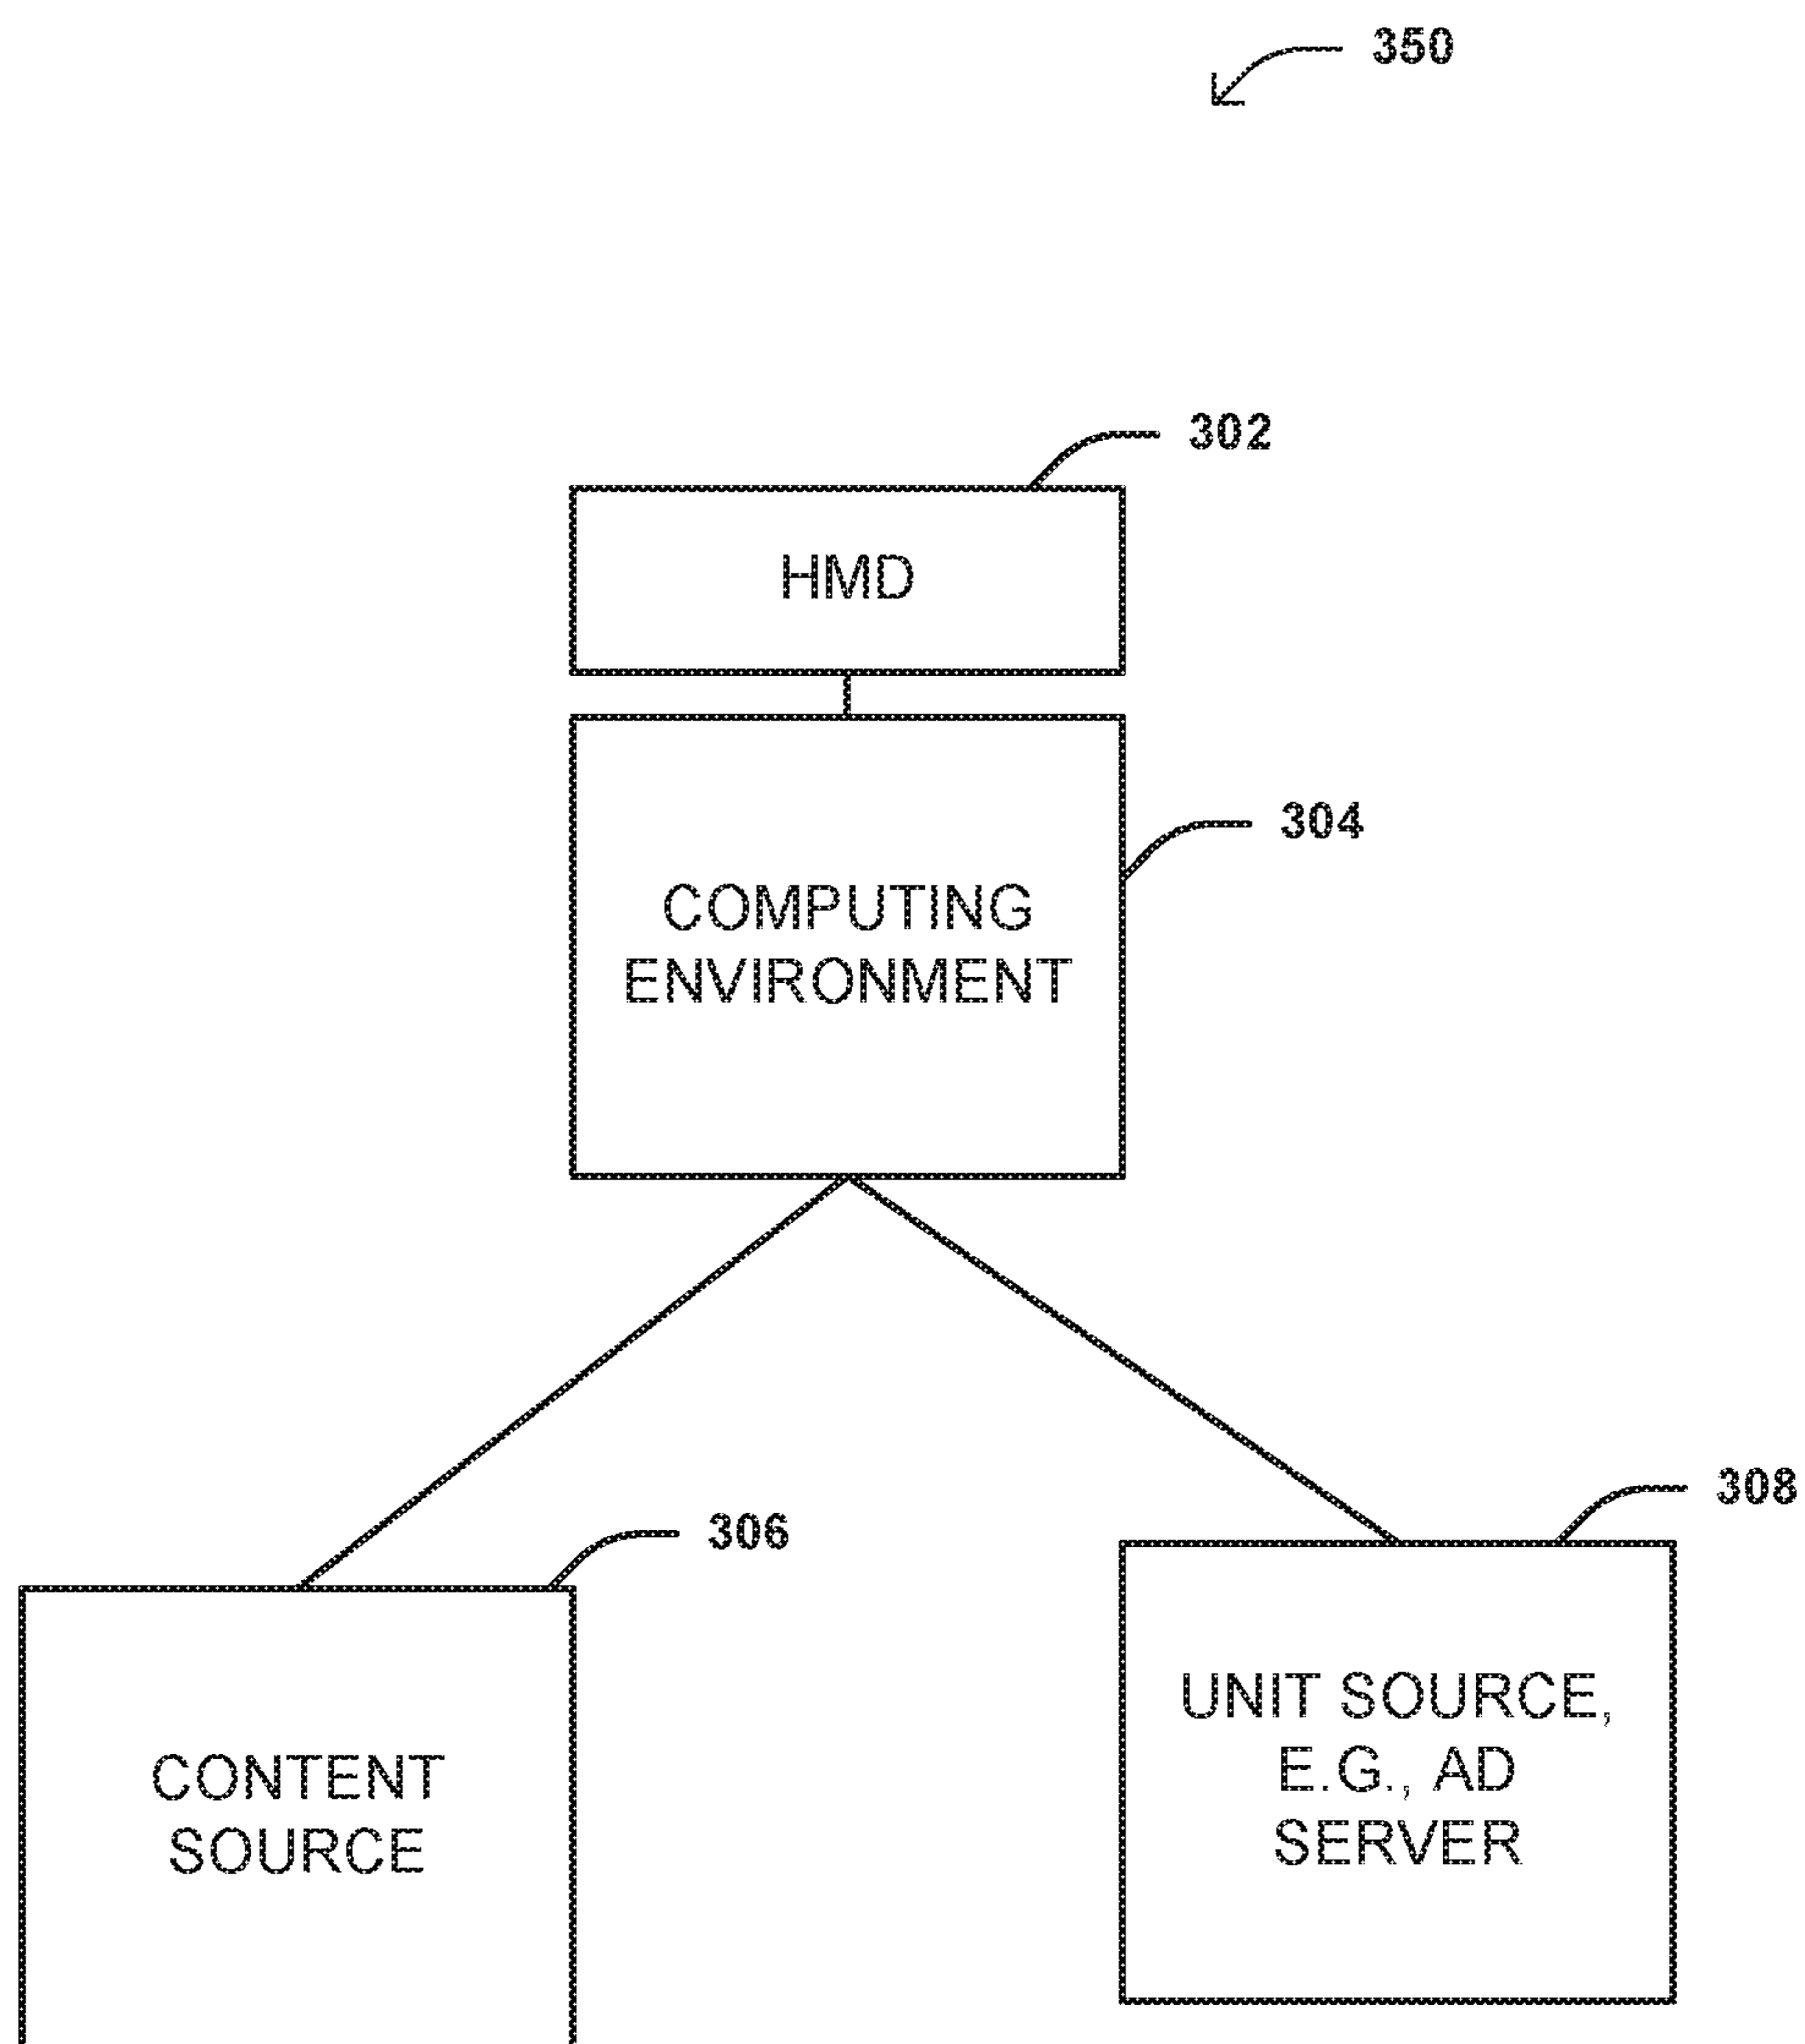 350
302
HMD
304
COMPUTING
ENVIRONMENT
308
306
UNIT SOURCE,
E.G., AD
SERVER
CONTENT
SOURCE